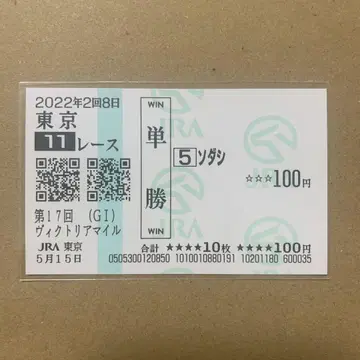 2022年2回8日
東京
11レース
第17回 (GI)
ヴィクトリアマイル
JRA 東京
5月15日
WIN
単勝
WIN
5 ソダシ
☆☆☆100円
JRA
JRA
合計 ★★★★10枚 ★★★★100円
0505300120850 1010010880191 10201180 600035